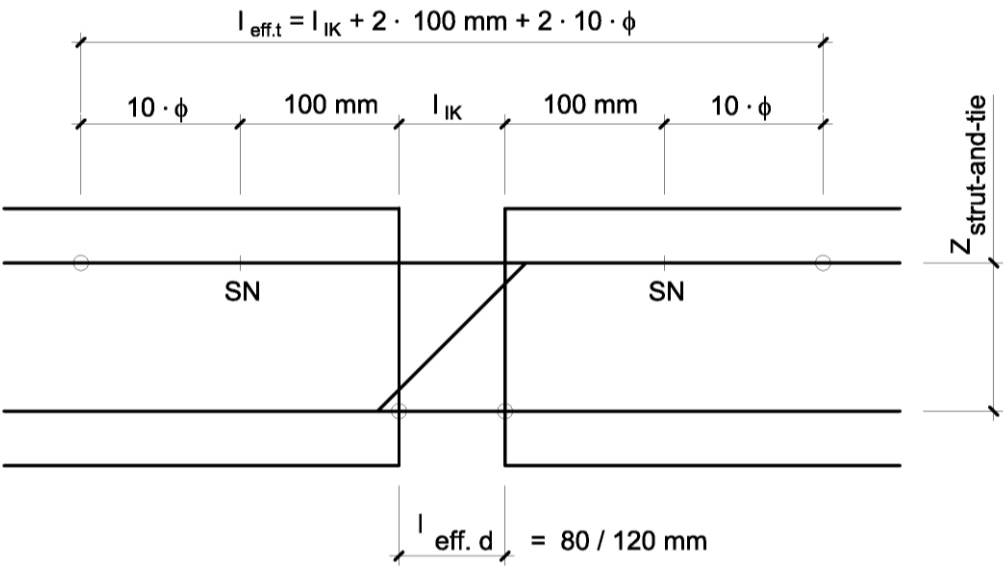 l eff.t = l IK + 2 · 100 mm + 2 · 10 · ϕ
10 · ϕ 100 mm l IK 100 mm 10 · ϕ
z strut-and-tie
SN SN
l eff. d = 80 / 120 mm